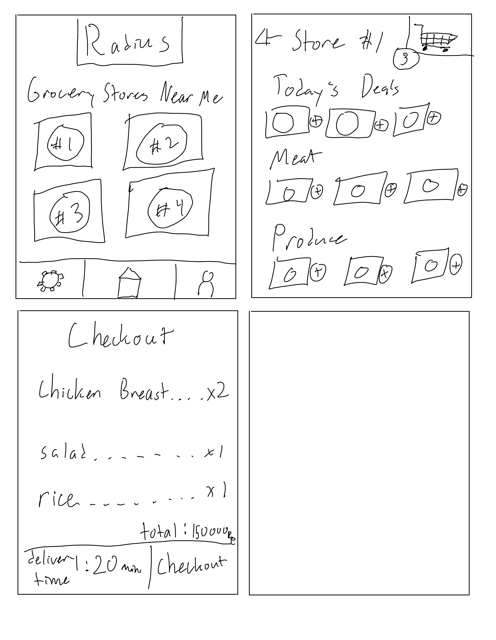 Radius
Grocery Stores Near Me
#1
#2
#3
#4
Store #1
3
Today's Deals
+ + +
Meat
+ + +
Produce
+ x +
Checkout
Chicken Breast....x2
salad.......x1
rice........x1
total:150000Rp
delivery time:20 min
Checkout